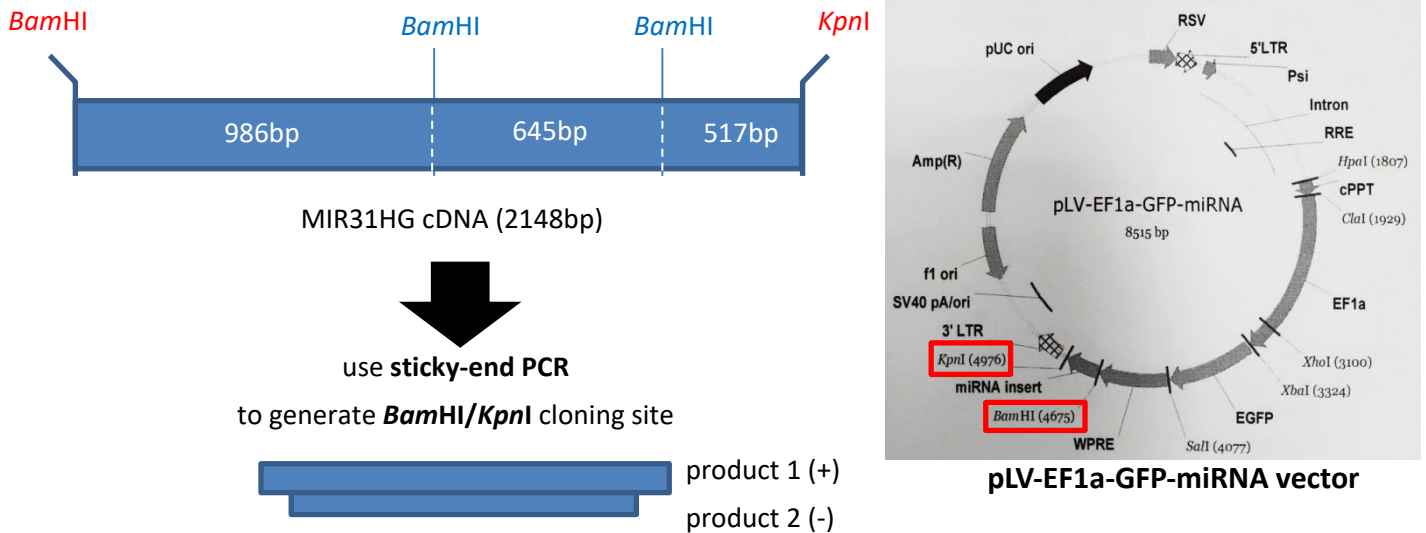 BamHI
BamHI
BamHI
KpnI
986bp
645bp
517bp
MIR31HG cDNA (2148bp)
use sticky-end PCR
to generate BamHI/KpnI cloning site
product 1 (+)
product 2 (-)
RSV
5'LTR
Psi
pUC ori
Intron
RRE
HpaI (1807)
cPPT
ClaI (1929)
Amp(R)
pLV-EF1a-GFP-miRNA
8515 bp
f1 ori
SV40 pA/ori
EF1a
3' LTR
KpnI (4976)
XhoI (3100)
miRNA insert
XbaI (3324)
BamHI (4675)
EGFP
WPRE
SalI (4077)
pLV-EF1a-GFP-miRNA vector